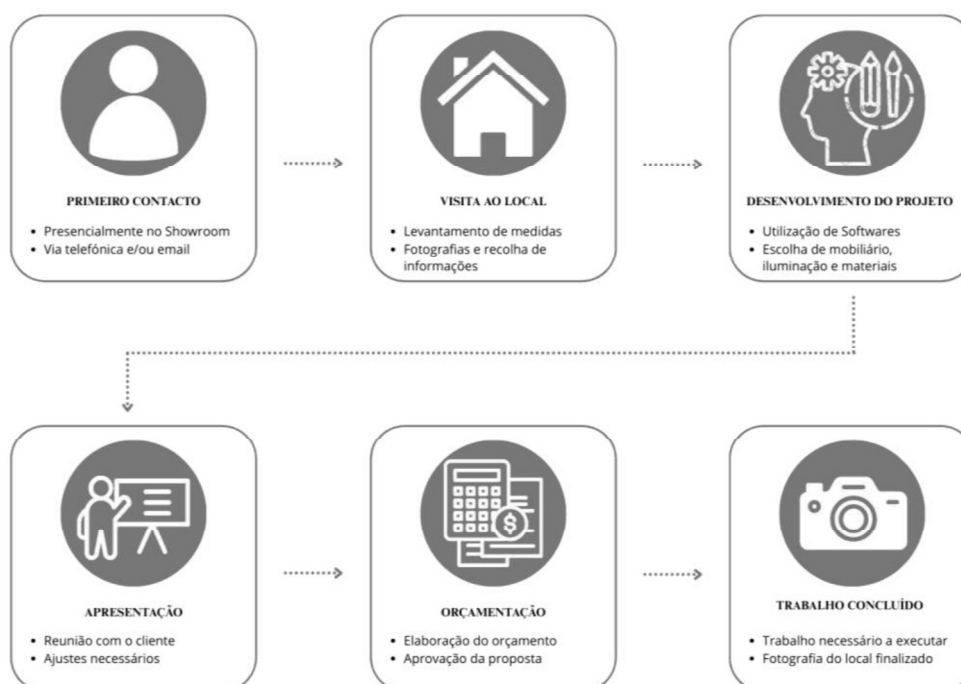 PRIMEIRO CONTACTO
• Presencialmente no Showroom
• Via telefónica e/ou email
VISITA AO LOCAL
• Levantamento de medidas
• Fotografias e recolha de
informações
DESENVOLVIMENTO DO PROJETO
• Utilização de Softwares
• Escolha de mobiliário,
iluminação e materiais
APRESENTAÇÃO
• Reunião com o cliente
• Ajustes necessários
$
ORÇAMENTAÇÃO
• Elaboração do orçamento
• Aprovação da proposta
TRABALHO CONCLUÍDO
• Trabalho necessário a executar
• Fotografia do local finalizado